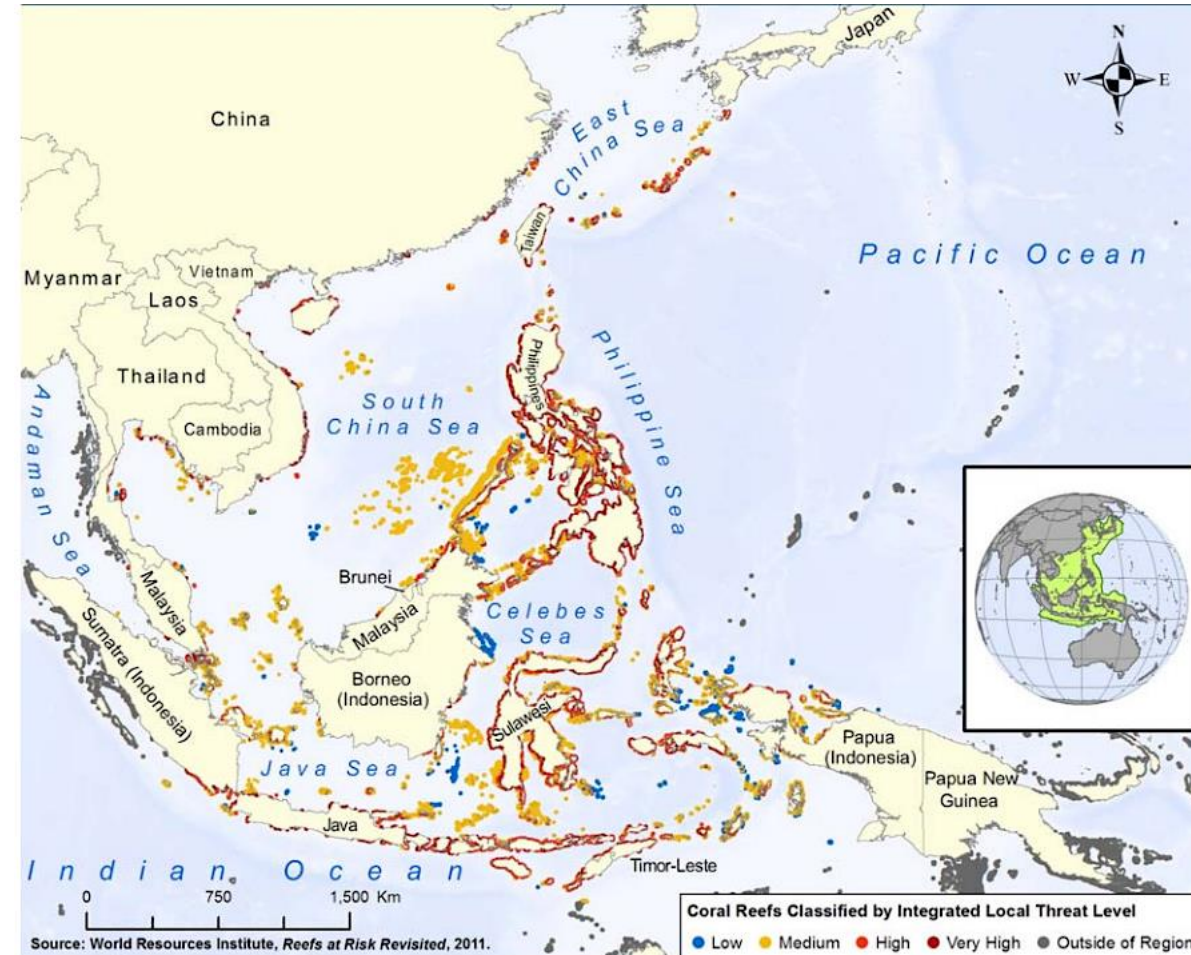 Japan
N
W E
S
China
East
China Sea
Taiwan
Pacific Ocean
Myanmar
Vietnam
Laos
Thailand
Philippines
Philippine Sea
Andaman Sea
South
China Sea
Cambodia
Brunei
Malaysia
Malaysia
Celebes
Sea
Sumatra (Indonesia)
Borneo
(Indonesia)
Sulawesi
Papua
(Indonesia)
Papua New
Guinea
Java Sea
Java
Timor-Leste
Indian Ocean
0 750 1,500 Km
Source: World Resources Institute, Reefs at Risk Revisited, 2011.
Coral Reefs Classified by Integrated Local Threat Level
Low Medium High Very High Outside of Region